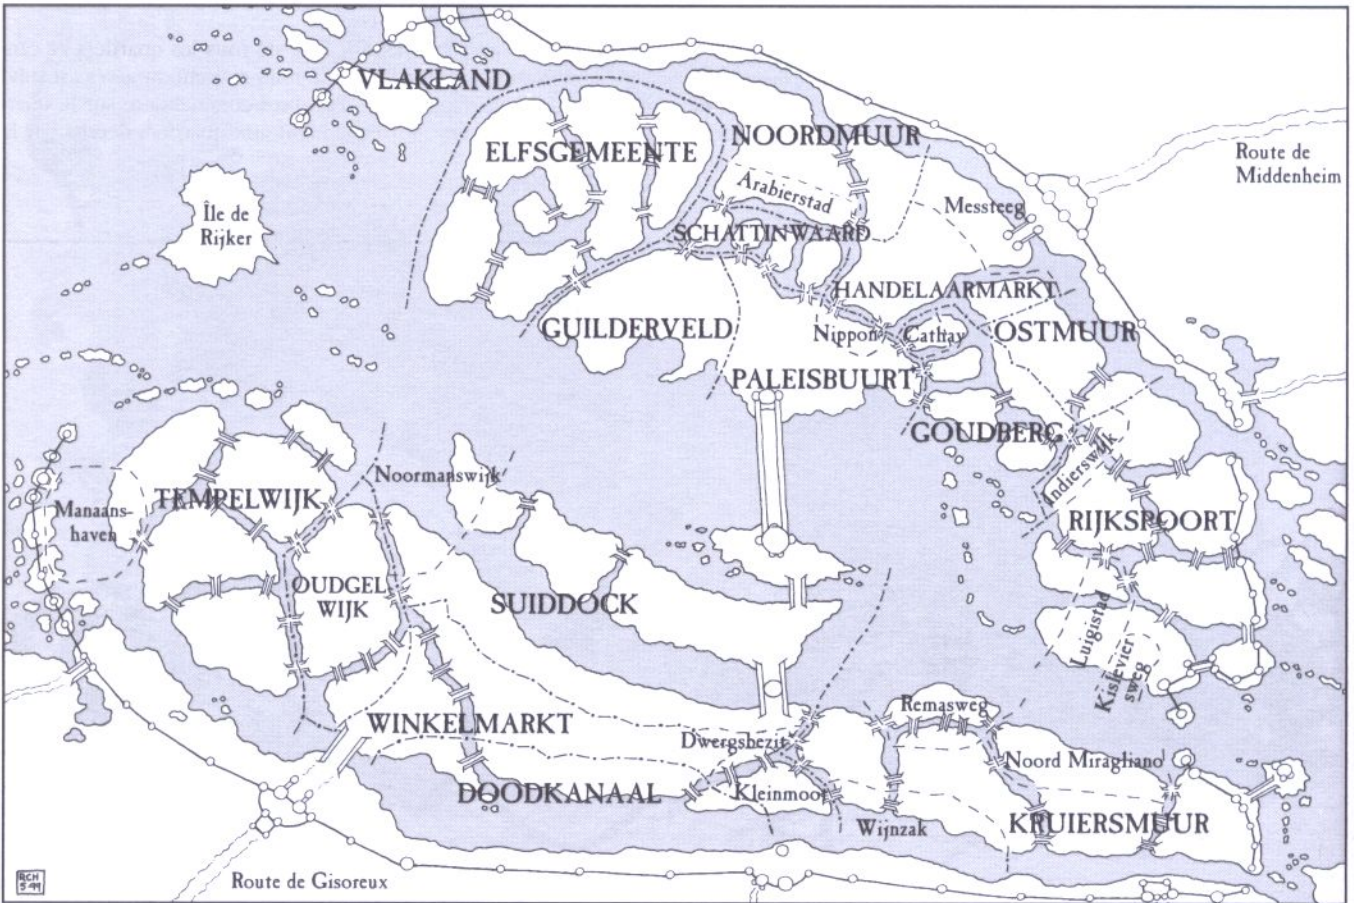 VLAKLAND
NOORDMUUR
ELFSGEMEENTE
Route de
Middenheim
Arabierstad
Messteeg
Île de
Rijker
SCHATTINWAARD
HANDELAARMARKT
GUILDERVELD
Nippon
Cathay
OSTMUUR
PALEISBUURT
GOUDBERG
Indierswijk
Noormanswijk
TEMPELWIJK
Manaans-
haven
RIJKSPOORT
OUDGEL
WIJK
SUIDDOCK
Luigistad
Kislevier
sweg
Remasweg
WINKELMARKT
Dwergsbezit
Noord Miragliano
DOODKANAAL
Kleinmoot
Wijnzak
KRUIERSMUUR
Route de Gisoreux